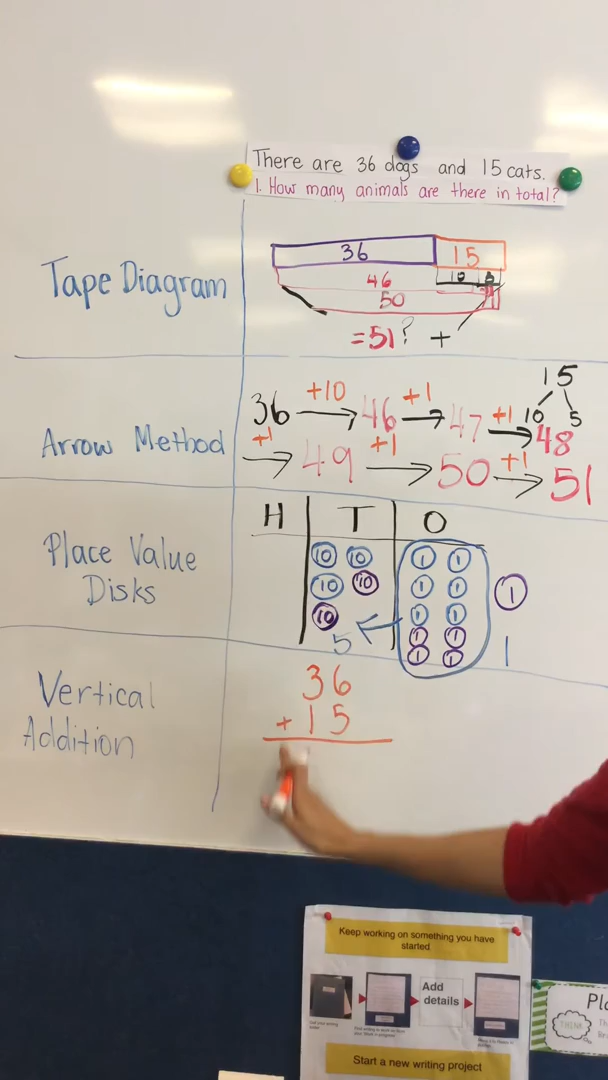 There are 36 dogs and 15 cats.
1. How many animals are there in total?
Tape Diagram
36 15
46 10
50
=51? +
Arrow Method
15
10 5
36 +10 46 +1 47 +1 48
+1 49 +1 50 +1 51
Place Value
Disks
H T O
10 10 1 1
10 10 1 1
10 1 1
1 1
1 1
1
5 1
Vertical
Addition
36
+ 15
Keep working on something you have
started
Add
details
Start a new writing project
THINK